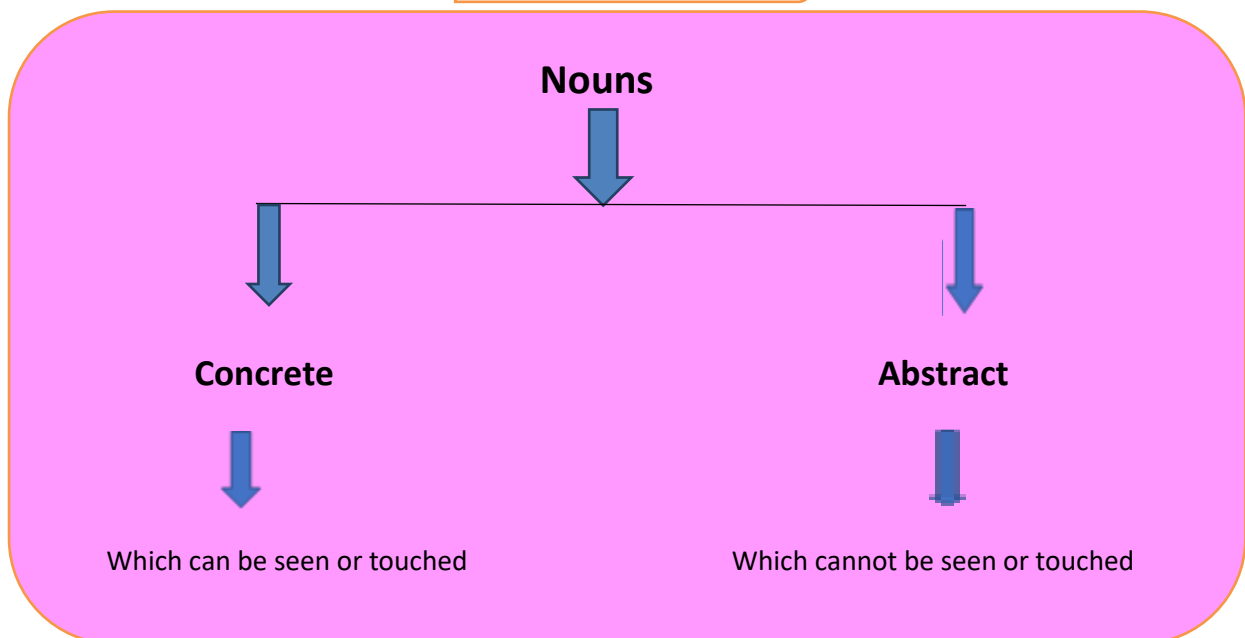 Nouns
Concrete
Abstract
Which can be seen or touched
Which cannot be seen or touched